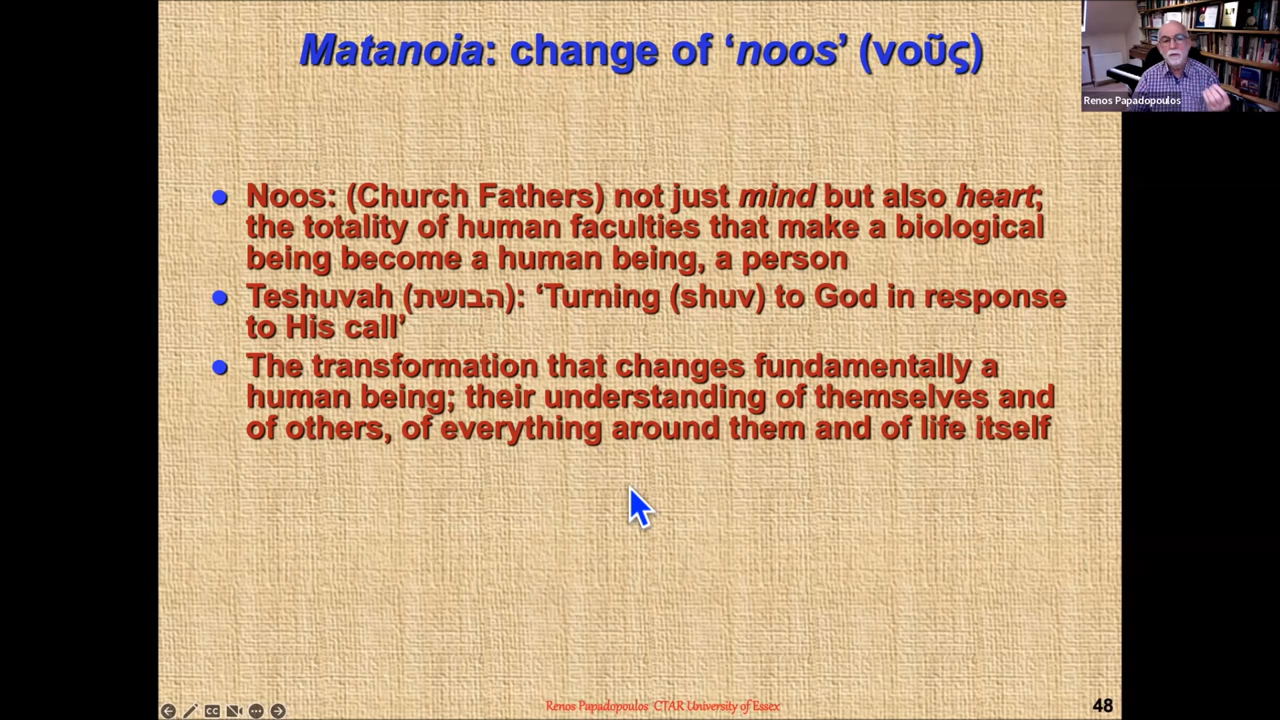 Matanoia: change of ‘noos’ (νοῦς)
Renos Papadopoulos
● Noos: (Church Fathers) not just mind but also heart;
the totality of human faculties that make a biological
being become a human being, a person
● Teshuvah (הבושת): ‘Turning (shuv) to God in response
to His call’
● The transformation that changes fundamentally a
human being; their understanding of themselves and
of others, of everything around them and of life itself
CC
Renos Papadopoulos CTAR University of Essex
48